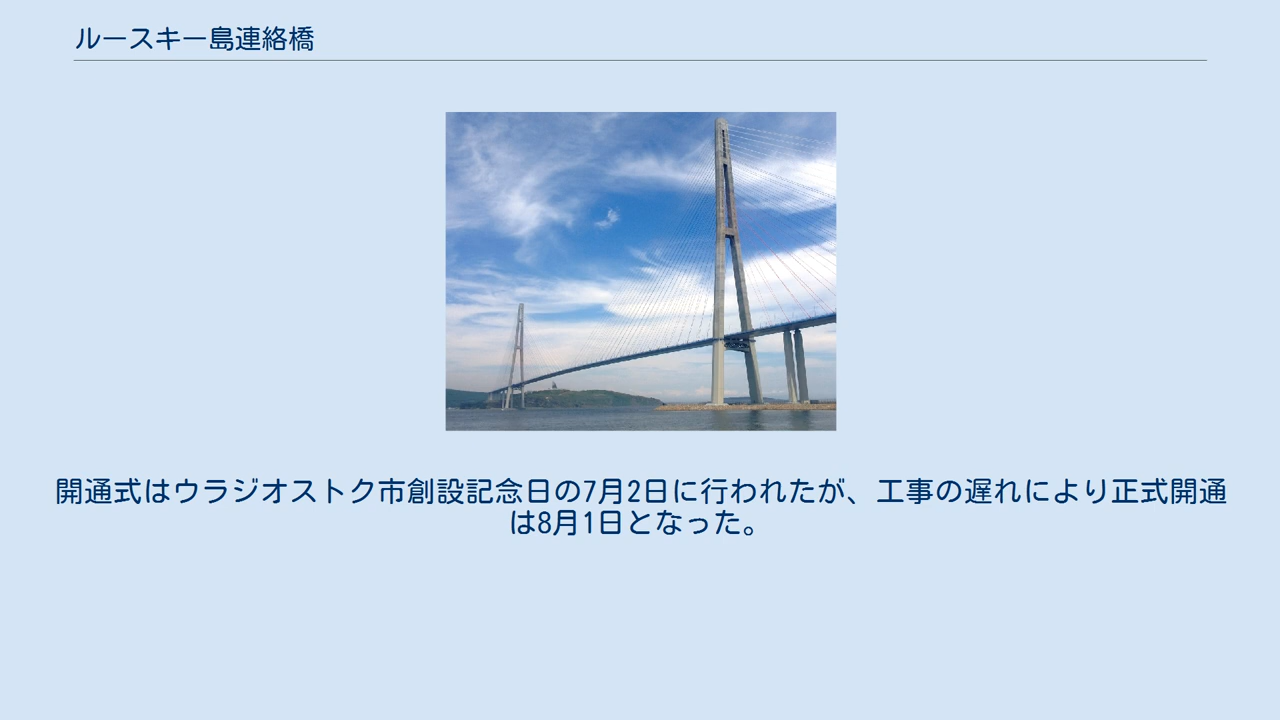 ルースキー島連絡橋
開通式はウラジオストク市創設記念日の7月2日に行われたが、工事の遅れにより正式開通
は8月1日となった。